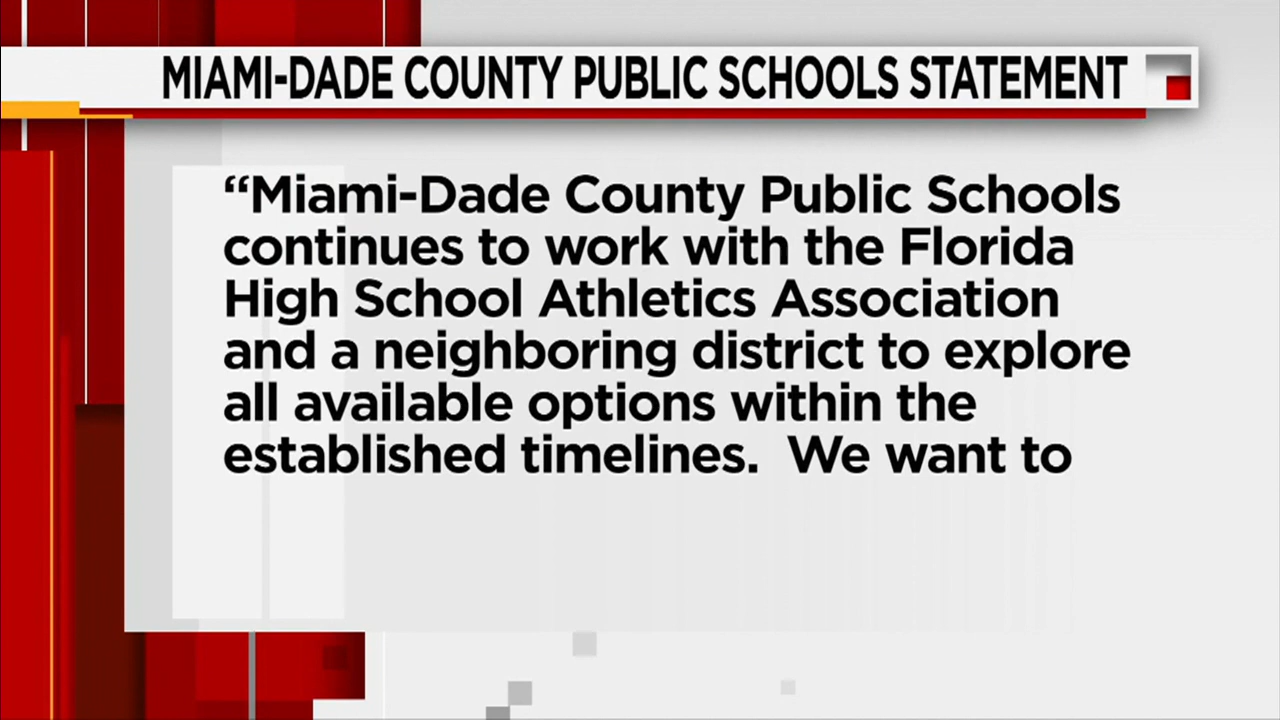 MIAMI-DADE COUNTY PUBLIC SCHOOLS STATEMENT
“Miami-Dade County Public Schools
continues to work with the Florida
High School Athletics Association
and a neighboring district to explore
all available options within the
established timelines.  We want to